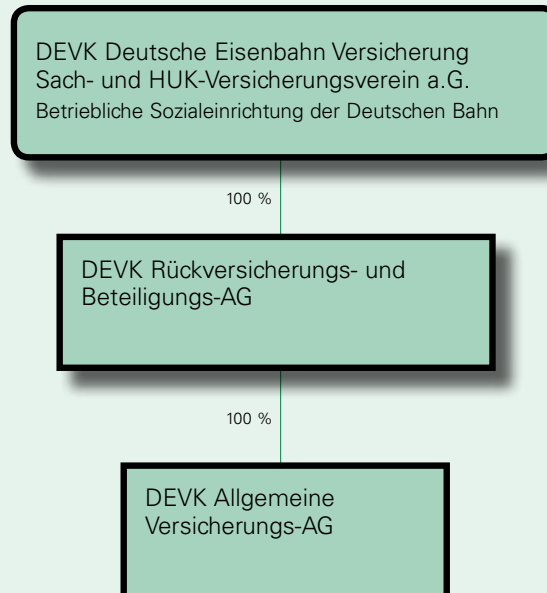 DEVK Deutsche Eisenbahn Versicherung
Sach- und HUK-Versicherungsverein a.G.
Betriebliche Sozialeinrichtung der Deutschen Bahn
100 %
DEVK Rückversicherungs- und
Beteiligungs-AG
100 %
DEVK Allgemeine
Versicherungs-AG